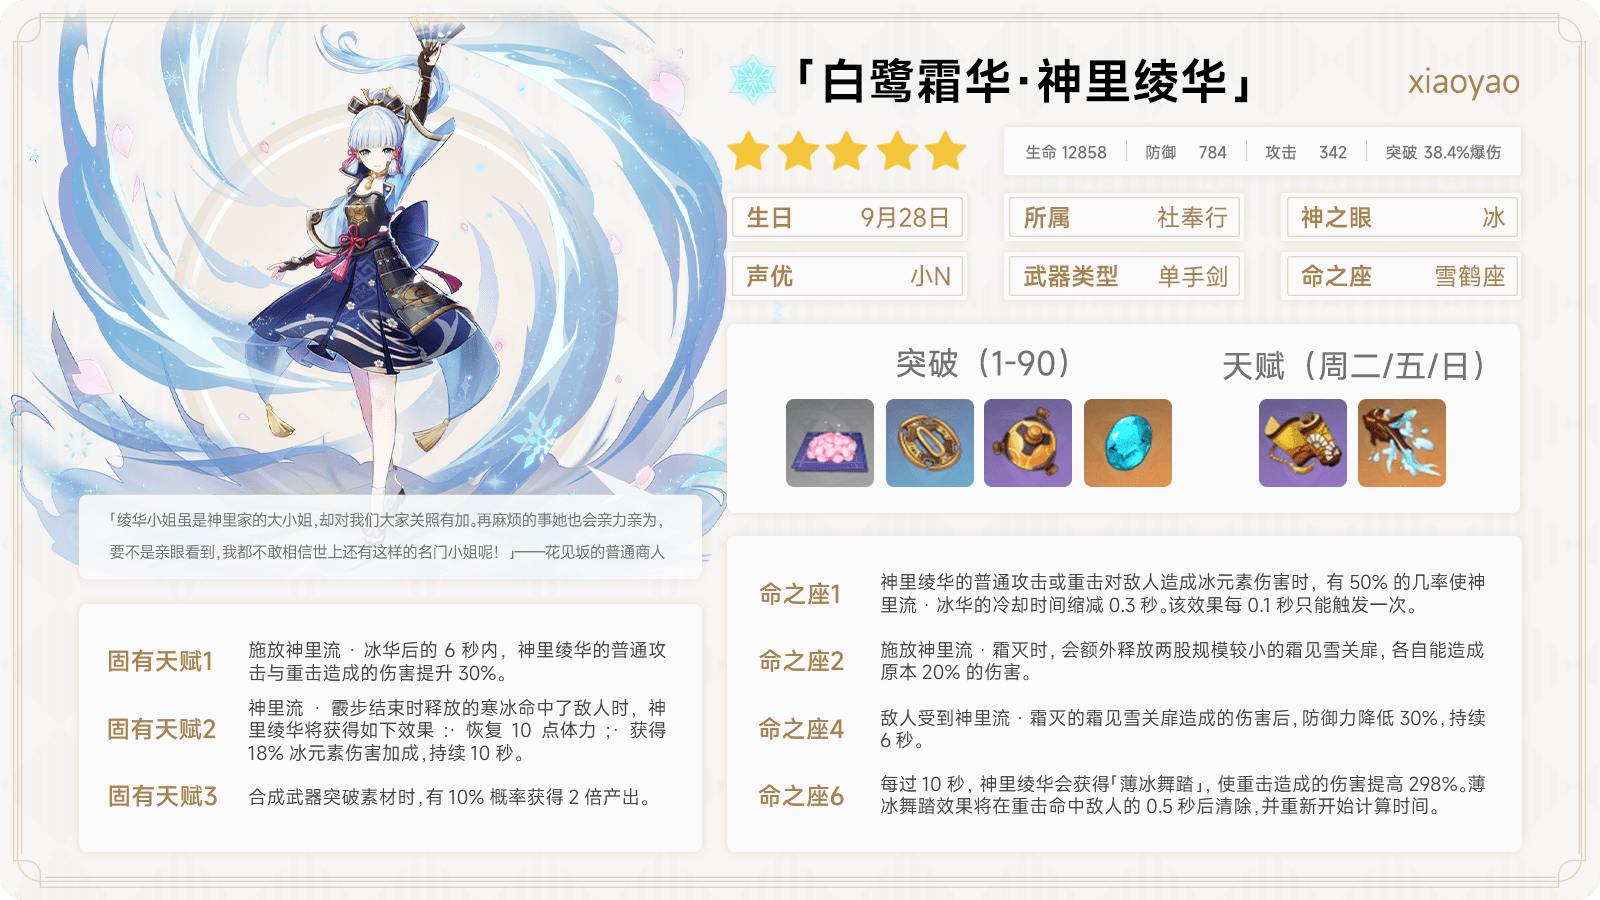 「白鹭霜华·神里绫华」
xiaoyao
生命 12858 防御 784 攻击 342 突破 38.4%爆伤
生日 9月28日 所属 社奉行 神之眼 冰
声优 小N 武器类型 单手剑 命之座 雪鹤座
突破（1-90）
天赋（周二/五/日）
「绫华小姐虽是神里家的大小姐,却对我们大家关照有加。再麻烦的事她也会亲力亲为，
要不是亲眼看到,我都不敢相信世上还有这样的名门小姐呢！」——花见坂的普通商人
固有天赋1
施放神里流 · 冰华后的 6 秒内， 神里绫华的普通攻
击与重击造成的伤害提升 30%。
固有天赋2
神里流 · 霰步结束时释放的寒冰命中了敌人时， 神
里绫华将获得如下效果 :· 恢复 10 点体力 ;· 获得
18% 冰元素伤害加成,持续 10 秒。
固有天赋3
合成武器突破素材时,有 10% 概率获得 2 倍产出。
命之座1
神里绫华的普通攻击或重击对敌人造成冰元素伤害时， 有 50% 的几率使神
里流 · 冰华的冷却时间缩减 0.3 秒。该效果每 0.1 秒只能触发一次。
命之座2
施放神里流 · 霜灭时, 会额外释放两股规模较小的霜见雪关扉, 各自能造成
原本 20% 的伤害。
命之座4
敌人受到神里流 · 霜灭的霜见雪关扉造成的伤害后, 防御力降低 30%, 持续
6 秒。
命之座6
每过 10 秒， 神里绫华会获得「薄冰舞踏」， 使重击造成的伤害提高 298%。薄
冰舞踏效果将在重击命中敌人的 0.5 秒后清除,并重新开始计算时间。